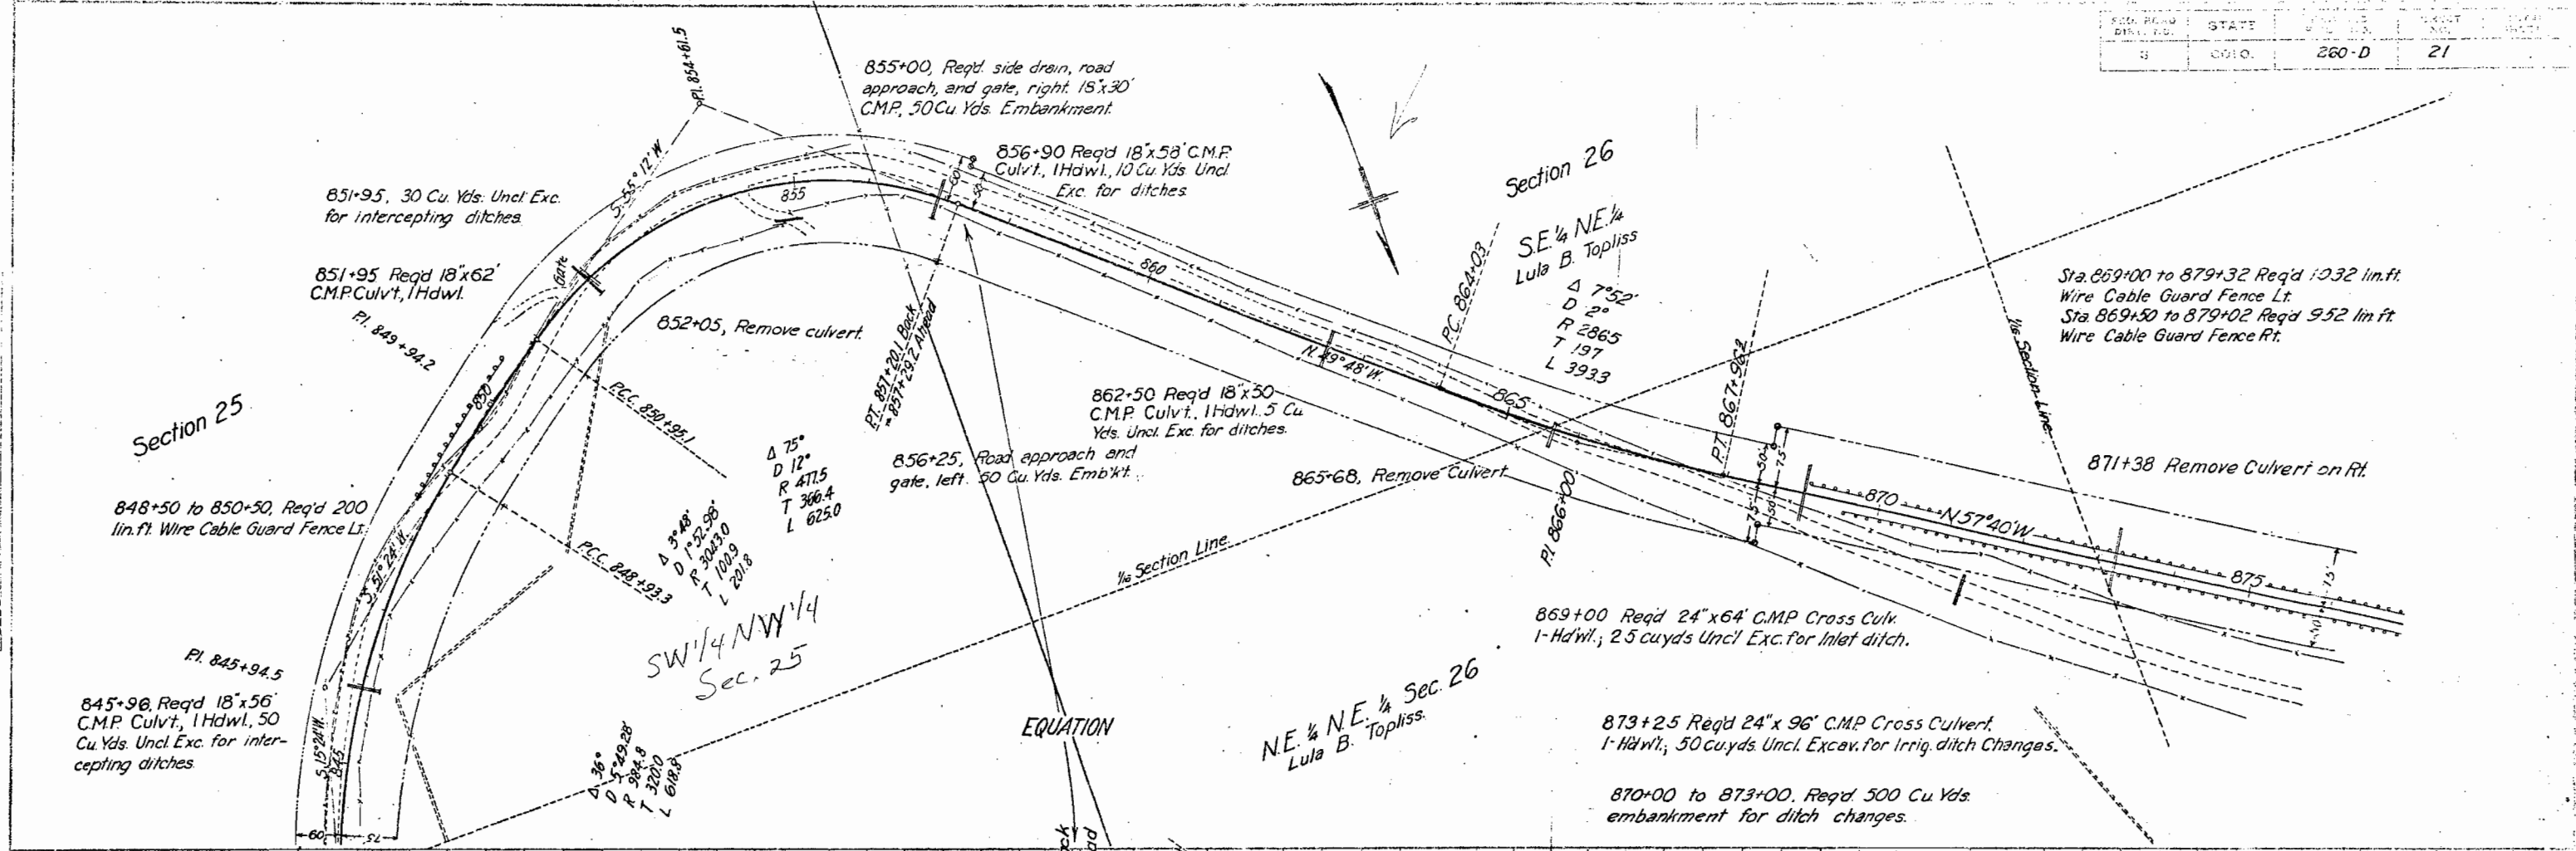 STATE
COLO.
260-D
21
P.I. 854+61.5
855+00, Req'd. side drain, road
approach, and gate, right. 18"x30'
C.M.P., 50 Cu. Yds. Embankment.
856+90 Req'd 18"x58' C.M.P.
Culv't., 1 Hdwl., 10 Cu. Yds. Uncl.
Exc. for ditches.
851+95, 30 Cu. Yds. Uncl. Exc.
for intercepting ditches.
S. 55° 12' W.
855
60
50
Section 26
S.E. ¼ N.E. ¼
Lula B. Topliss
Δ 7°52'
D 2°
R 2865
T 197
L 393.3
851+95 Req'd 18"x62'
C.M.P. Culv't., 1 Hdwl.
Gate
860
P.C. 864+03
Sta. 869+00 to 879+32 Req'd 1032 lin. ft.
Wire Cable Guard Fence Lt.
Sta. 869+50 to 879+02 Req'd 952 lin. ft.
Wire Cable Guard Fence Rt.
P.I. 849+94.2
852+05, Remove culvert.
P.T. 857+20.1 Back
= 857+29.2 Ahead
N. 49° 48' W.
P.T. 867+96.2
1/16 Section Line
850
P.C.C. 850+95.1
862+50 Req'd 18"x50'
C.M.P. Culv't., 1 Hdwl. 5 Cu.
Yds. Uncl. Exc. for ditches.
865
Section 25
Δ 75°
D 12°
R 477.5
T 366.4
L 625.0
856+25, Road approach and
gate, left. 50 Cu. Yds. Emb'k't.
865+68, Remove Culvert.
50
75
871+38 Remove Culvert on Rt.
848+50 to 850+50, Req'd 200
lin. ft. Wire Cable Guard Fence Lt.
S. 51° 24' W.
P.C.C. 848+93.3
Δ 3°48'
D 1°52.98'
R 3043.0
T 100.9
L 201.8
1/16 Section Line
P.I. 866+00
75
50
870
N 57°40' W
875
75'
50
SW 1/4 NW 1/4
Sec. 25
869+00 Req'd 24"x64' C.M.P. Cross Culv.
1-Hd'wl.; 25 cu yds Uncl Exc. for Inlet ditch.
P.I. 845+94.5
845+96, Req'd 18"x56'
C.M.P. Culv't., 1 Hdwl., 50
Cu. Yds. Uncl. Exc. for inter-
cepting ditches.
S. 15°24' W.
845
Δ 36°
D 5°49.28'
R 984.8
T 320.0
L 618.8
EQUATION
N.E. ¼ N.E. ¼ Sec. 26
Lula B. Topliss.
873+25 Req'd 24"x 96' C.M.P. Cross Culvert.
1-Hd'wl.; 50 cu. yds. Uncl. Excav. for Irrig. ditch Changes.
870+00 to 873+00. Req'd. 500 Cu. Yds.
embankment for ditch changes.
60
75